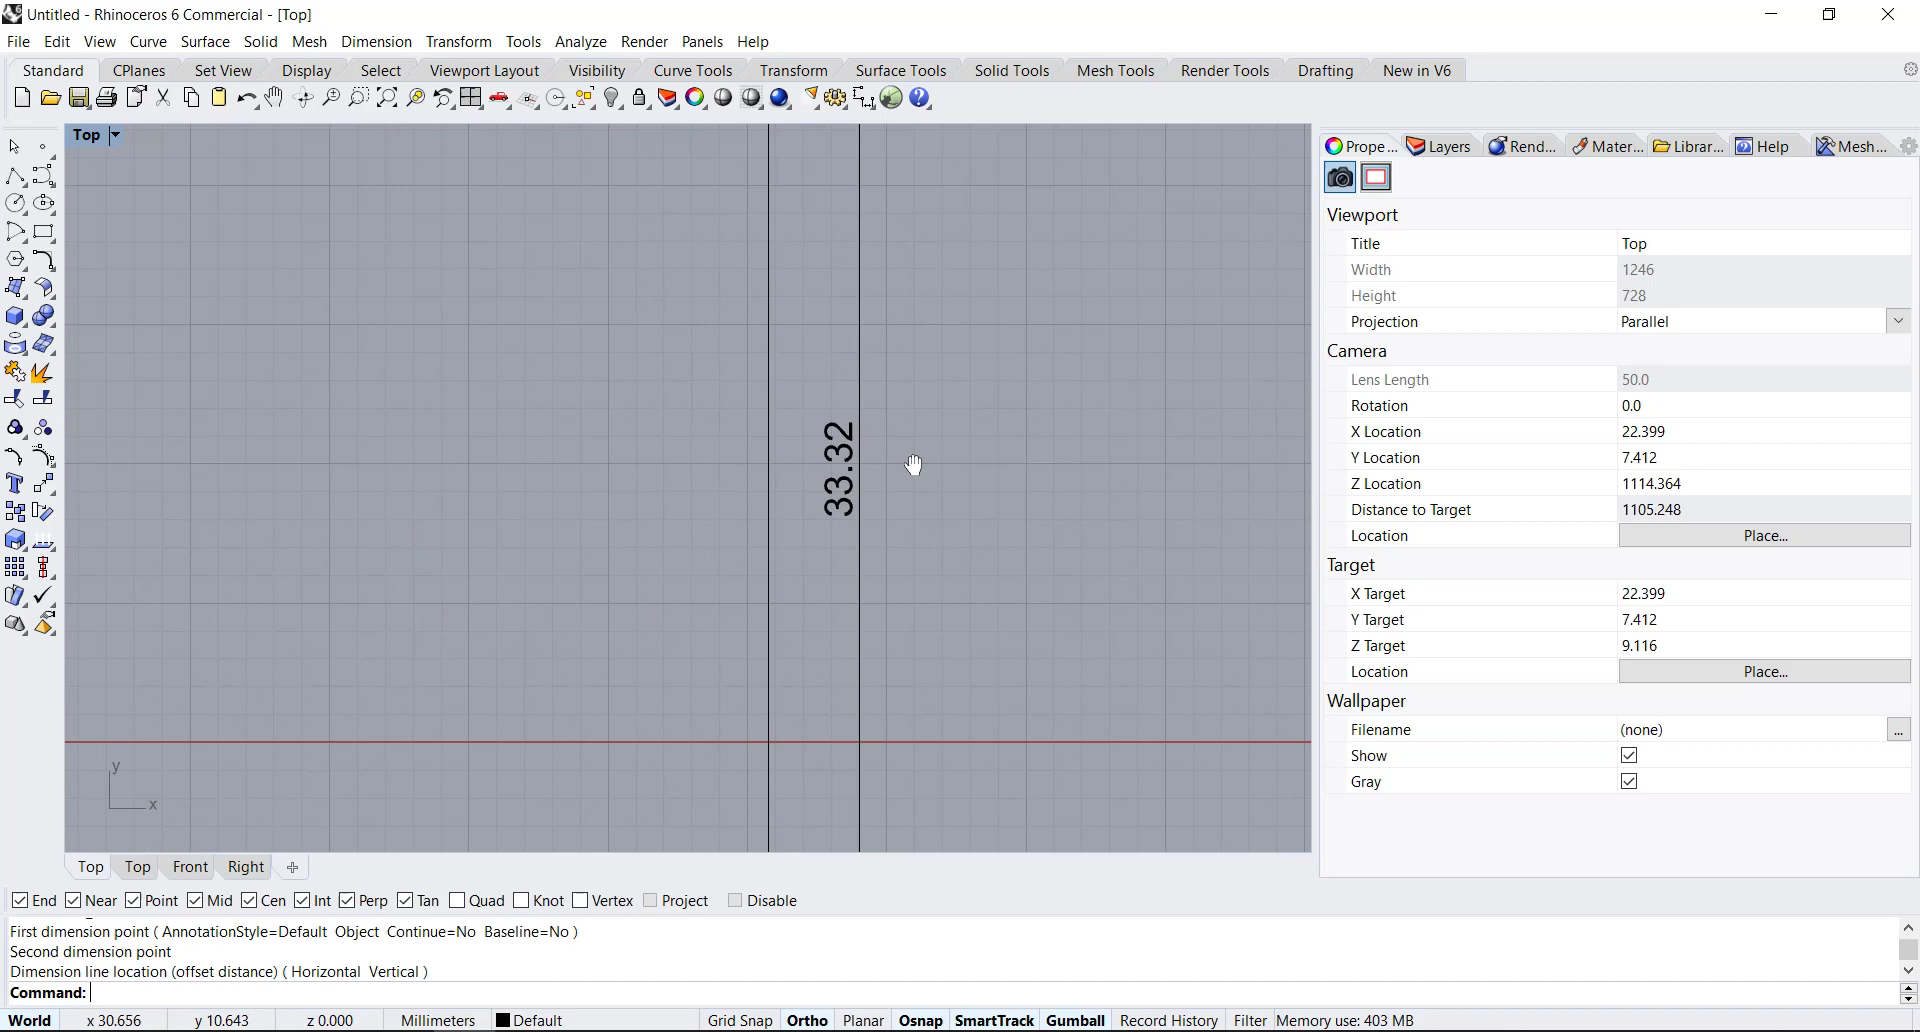 Untitled - Rhinoceros 6 Commercial - [Top]
File Edit View Curve Surface Solid Mesh Dimension Transform Tools Analyze Render Panels Help
Standard CPlanes Set View Display Select Viewport Layout Visibility Curve Tools Transform Surface Tools Solid Tools Mesh Tools Render Tools Drafting New in V6
Top
Prope... Layers Rend... Mater... Librar... Help Mesh...
Viewport
Title Top
Width 1246
Height 728
Projection Parallel
Camera
Lens Length 50.0
Rotation 0.0
X Location 22.399
Y Location 7.412
Z Location 1114.364
Distance to Target 1105.248
Location Place...
Target
X Target 22.399
Y Target 7.412
Z Target 9.116
Location Place...
Wallpaper
Filename (none) ...
Show
Gray
33.32
y
x
Top Top Front Right
End Near Point Mid Cen Int Perp Tan Quad Knot Vertex Project Disable
First dimension point ( AnnotationStyle=Default Object Continue=No Baseline=No )
Second dimension point
Dimension line location (offset distance) ( Horizontal Vertical )
Command:
World x 30.656 y 10.643 z 0.000 Millimeters Default Grid Snap Ortho Planar Osnap SmartTrack Gumball Record History Filter Memory use: 403 MB